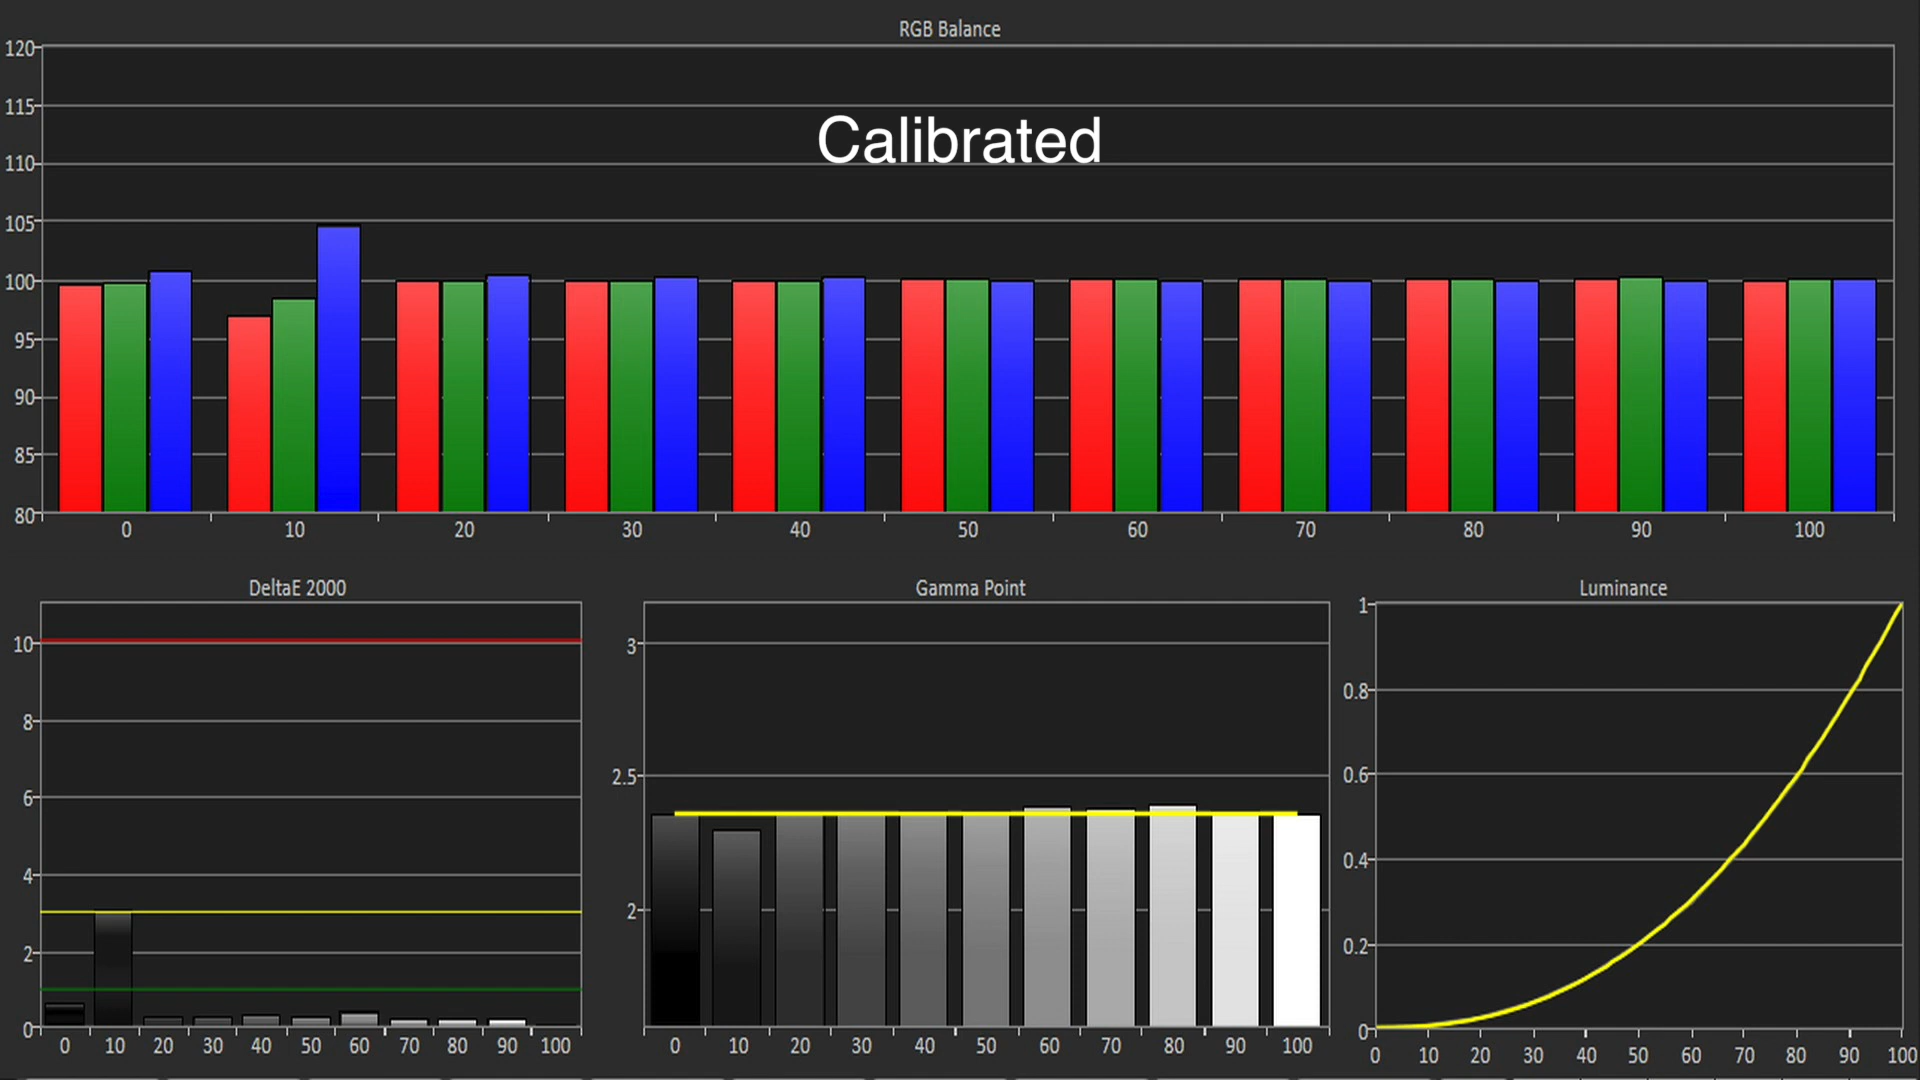 RGB Balance
120
115
Calibrated
110
105
100
95
90
85
80
0 10 20 30 40 50 60 70 80 90 100
DeltaE 2000
10
8
6
4
2
0
0 10 20 30 40 50 60 70 80 90 100
Gamma Point
3
2.5
2
0 10 20 30 40 50 60 70 80 90 100
Luminance
1
0.8
0.6
0.4
0.2
0
0 10 20 30 40 50 60 70 80 90 100